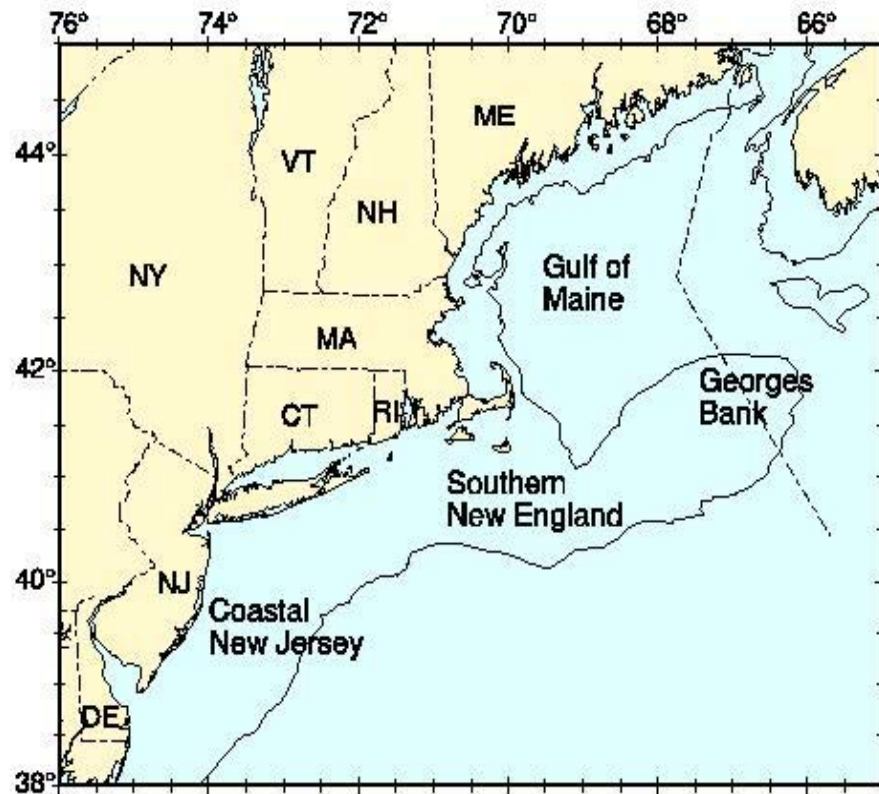 76° 74° 72° 70° 68° 66°
ME
44°
VT
NH
NY
Gulf of
Maine
MA
42°
Georges
Bank
CT
RI
Southern
New England
40°
NJ
Coastal
New Jersey
DE
38°